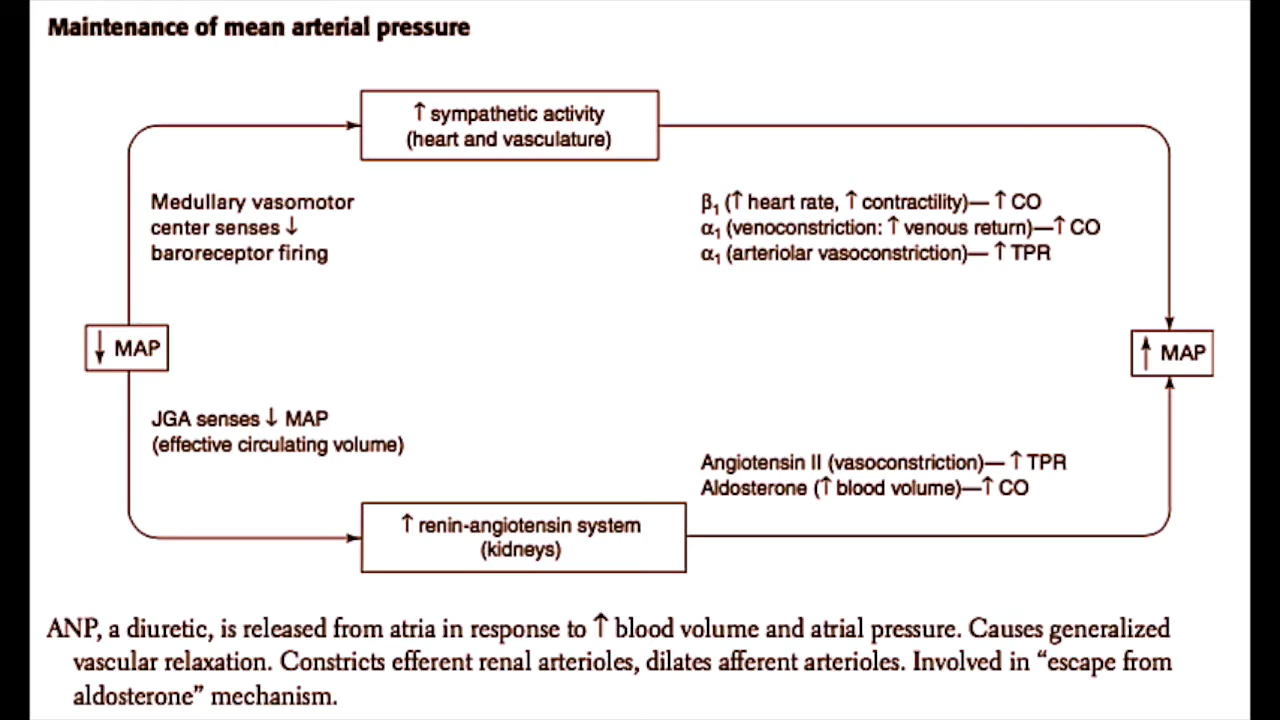 Maintenance of mean arterial pressure
↑ sympathetic activity
(heart and vasculature)
Medullary vasomotor
center senses ↓
baroreceptor firing
β₁ (↑ heart rate, ↑ contractility)— ↑ CO
α₁ (venoconstriction: ↑ venous return)—↑ CO
α₁ (arteriolar vasoconstriction)— ↑ TPR
↓ MAP
↑ MAP
JGA senses ↓ MAP
(effective circulating volume)
Angiotensin II (vasoconstriction)— ↑ TPR
Aldosterone (↑ blood volume)—↑ CO
↑ renin-angiotensin system
(kidneys)
ANP, a diuretic, is released from atria in response to ↑ blood volume and atrial pressure. Causes generalized
vascular relaxation. Constricts efferent renal arterioles, dilates afferent arterioles. Involved in “escape from
aldosterone” mechanism.